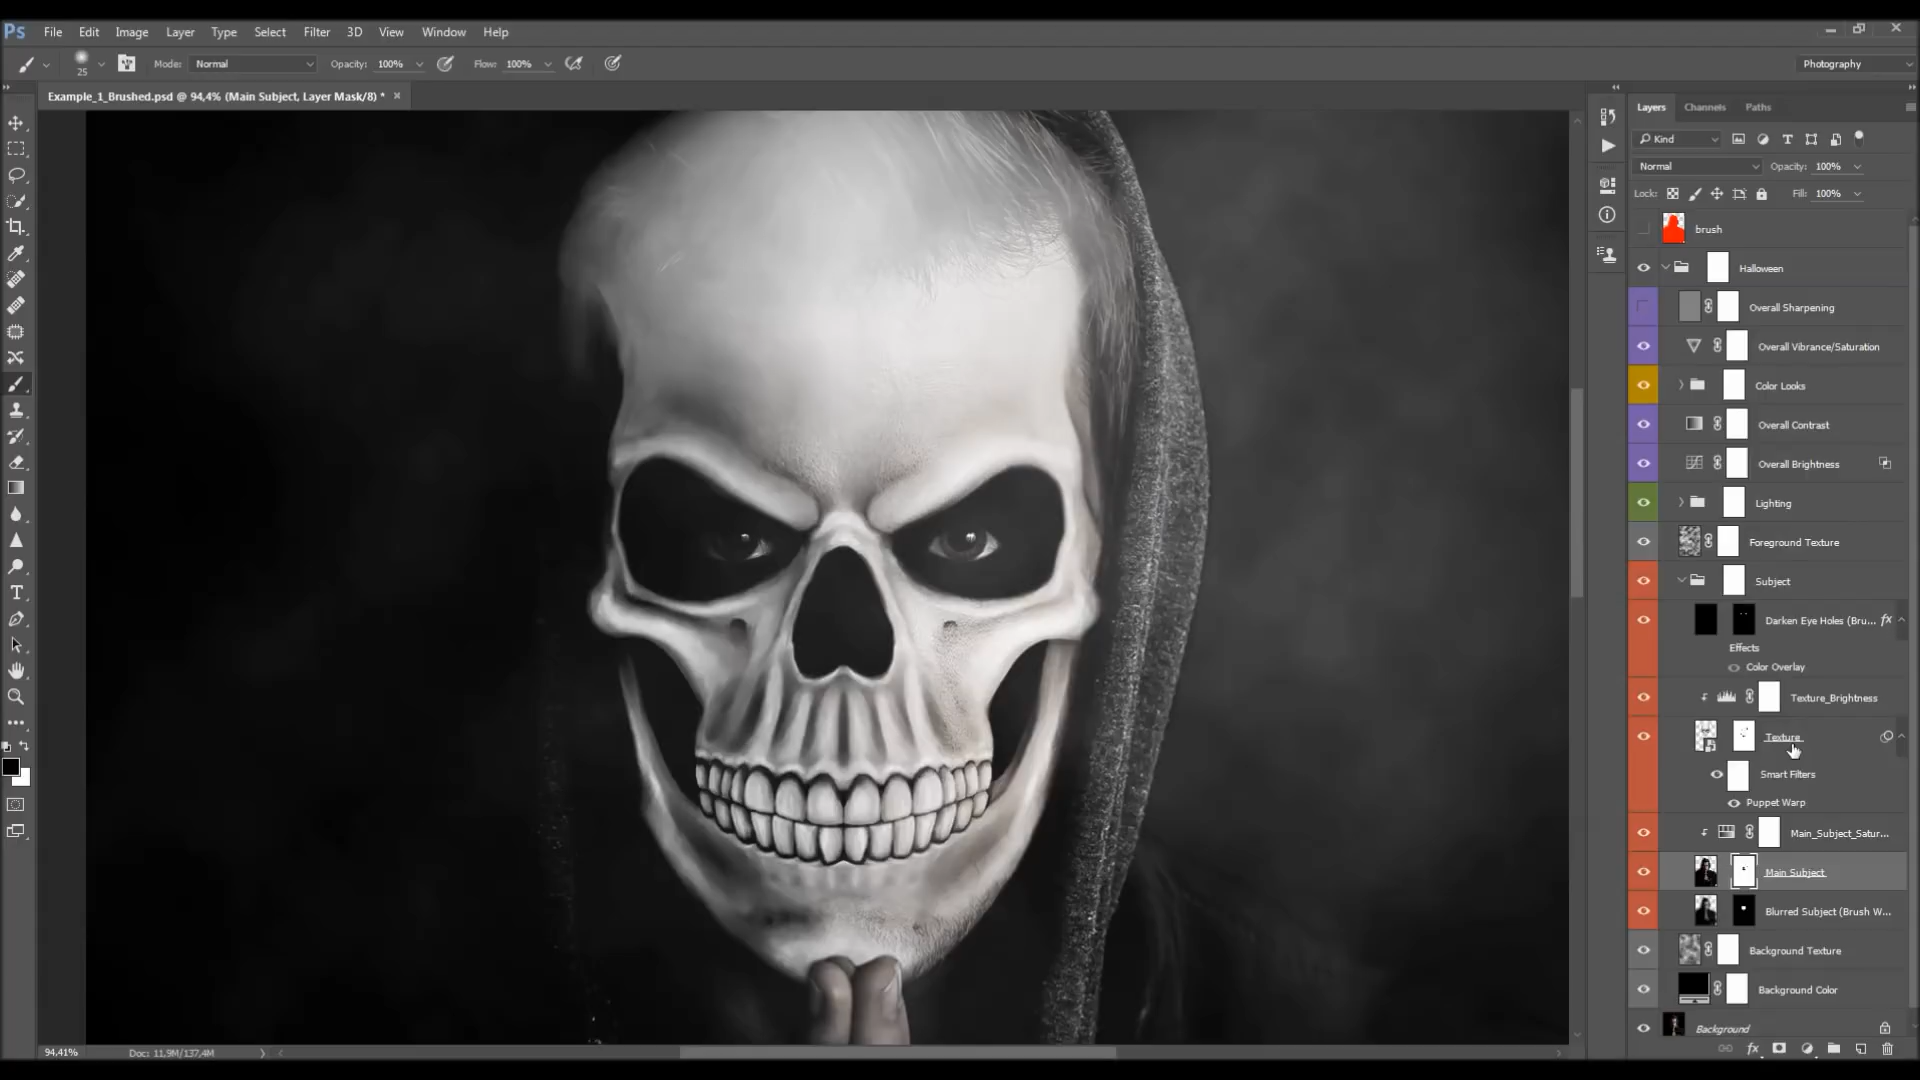 Ps File Edit Image Layer Type Select Filter 3D View Window Help
25 Mode: Normal Opacity: 100% Flow: 100% Photography
Example_1_Brushed.psd @ 94,4% (Main Subject, Layer Mask/8) *
Layers Channels Paths
Kind
Normal Opacity: 100%
Lock: Fill: 100%
brush
Halloween
Overall Sharpening
Overall Vibrance/Saturation
Color Looks
Overall Contrast
Overall Brightness
Lighting
Foreground Texture
Subject
Darken Eye Holes (Bru... fx
Effects
Color Overlay
Texture_Brightness
Texture
Smart Filters
Puppet Warp
Main_Subject_Satur...
Main Subject
Blurred Subject (Brush W...
Background Texture
Background Color
Background
94,41% Doc: 11,9M/137,4M
fx